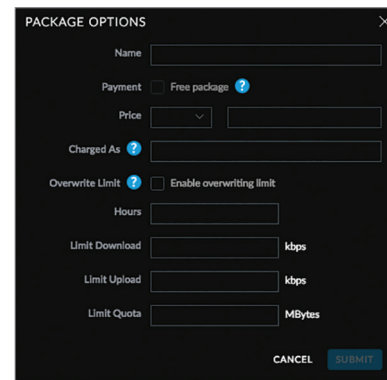 PACKAGE OPTIONS
Name
Payment Free package ?
Price
Charged As ?
Overwrite Limit ? Enable overwriting limit
Hours
Limit Download kbps
Limit Upload kbps
Limit Quota MBytes
CANCEL SUBMIT